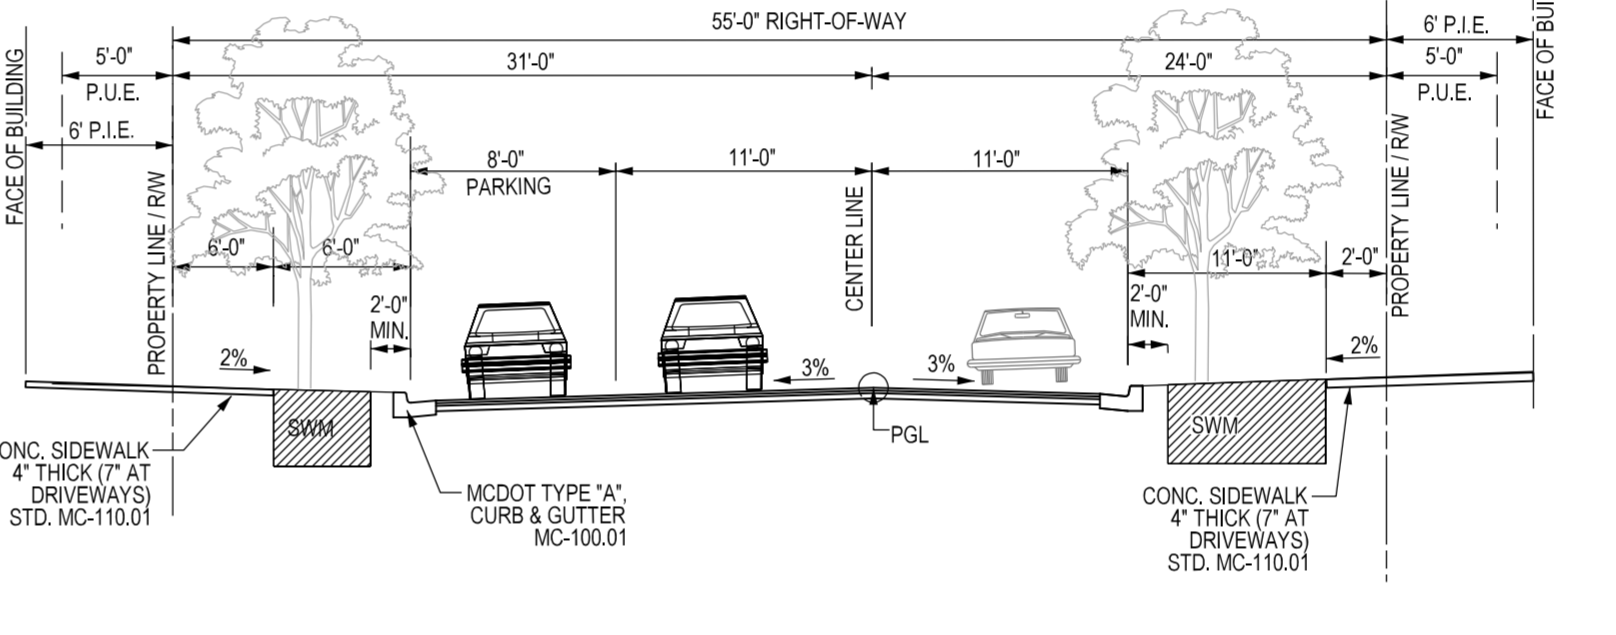 55'-0" RIGHT-OF-WAY
6' P.I.E.
5'-0"
31'-0"
24'-0"
5'-0"
P.U.E.
P.U.E.
6' P.I.E.
FACE OF BUILDING
FACE OF
PROPERTY LINE / R/W
8'-0"
PARKING
11'-0"
11'-0"
CENTER LINE
PROPERTY LINE / R/W
6'-0"
6'-0"
11'-0"
2'-0"
2'-0"
MIN.
2'-0"
MIN.
2%
3%
3%
2%
SWM
SWM
PGL
SIDEWALK
4" THICK (7" AT
DRIVEWAYS)
STD. MC-110.01
MCDOT TYPE "A",
CURB & GUTTER
MC-100.01
CONC. SIDEWALK
4" THICK (7" AT
DRIVEWAYS)
STD. MC-110.01